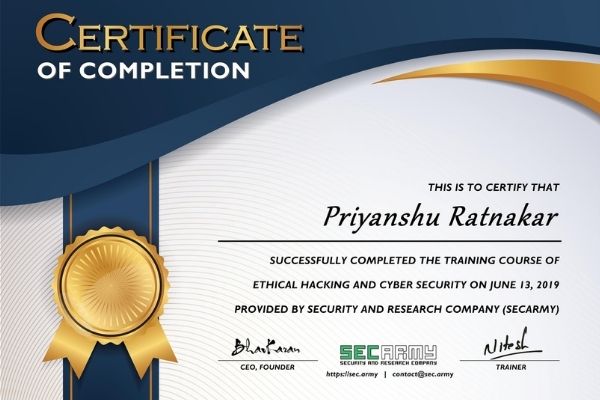 CERTIFICATE
OF COMPLETION
THIS IS TO CERTIFY THAT
Priyanshu Ratnakar
SUCCESSFULLY COMPLETED THE TRAINING COURSE OF
ETHICAL HACKING AND CYBER SECURITY ON JUNE 13, 2019
PROVIDED BY SECURITY AND RESEARCH COMPANY (SECARMY)
SECARMY
SECURITY AND RESEARCH COMPANY
Nitesh
CEO, FOUNDER
TRAINER
https://sec.army | contact@sec.army